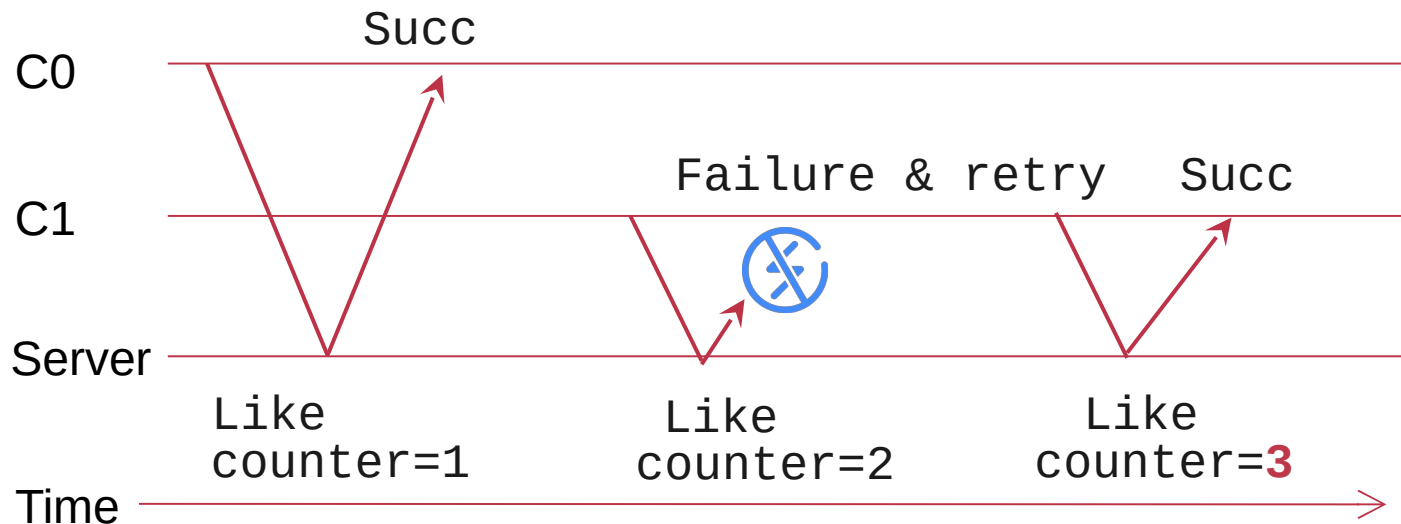 Succ
C0
Failure & retry Succ
C1
Server
Like
counter=1
Like
counter=2
Like
counter=3
Time